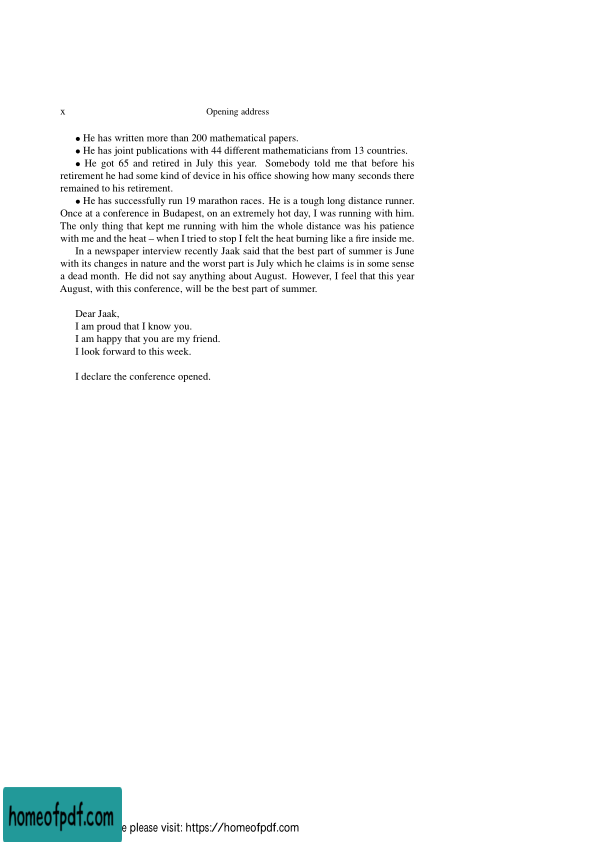 x Opening address
• He has written more than 200 mathematical papers.
• He has joint publications with 44 different mathematicians from 13 countries.
• He got 65 and retired in July this year. Somebody told me that before his
retirement he had some kind of device in his office showing how many seconds there
remained to his retirement.
• He has successfully run 19 marathon races. He is a tough long distance runner.
Once at a conference in Budapest, on an extremely hot day, I was running with him.
The only thing that kept me running with him the whole distance was his patience
with me and the heat – when I tried to stop I felt the heat burning like a fire inside me.
In a newspaper interview recently Jaak said that the best part of summer is June
with its changes in nature and the worst part is July which he claims is in some sense
a dead month. He did not say anything about August. However, I feel that this year
August, with this conference, will be the best part of summer.
Dear Jaak,
I am proud that I know you.
I am happy that you are my friend.
I look forward to this week.
I declare the conference opened.
homeofpdf.com
e please visit: https://homeofpdf.com